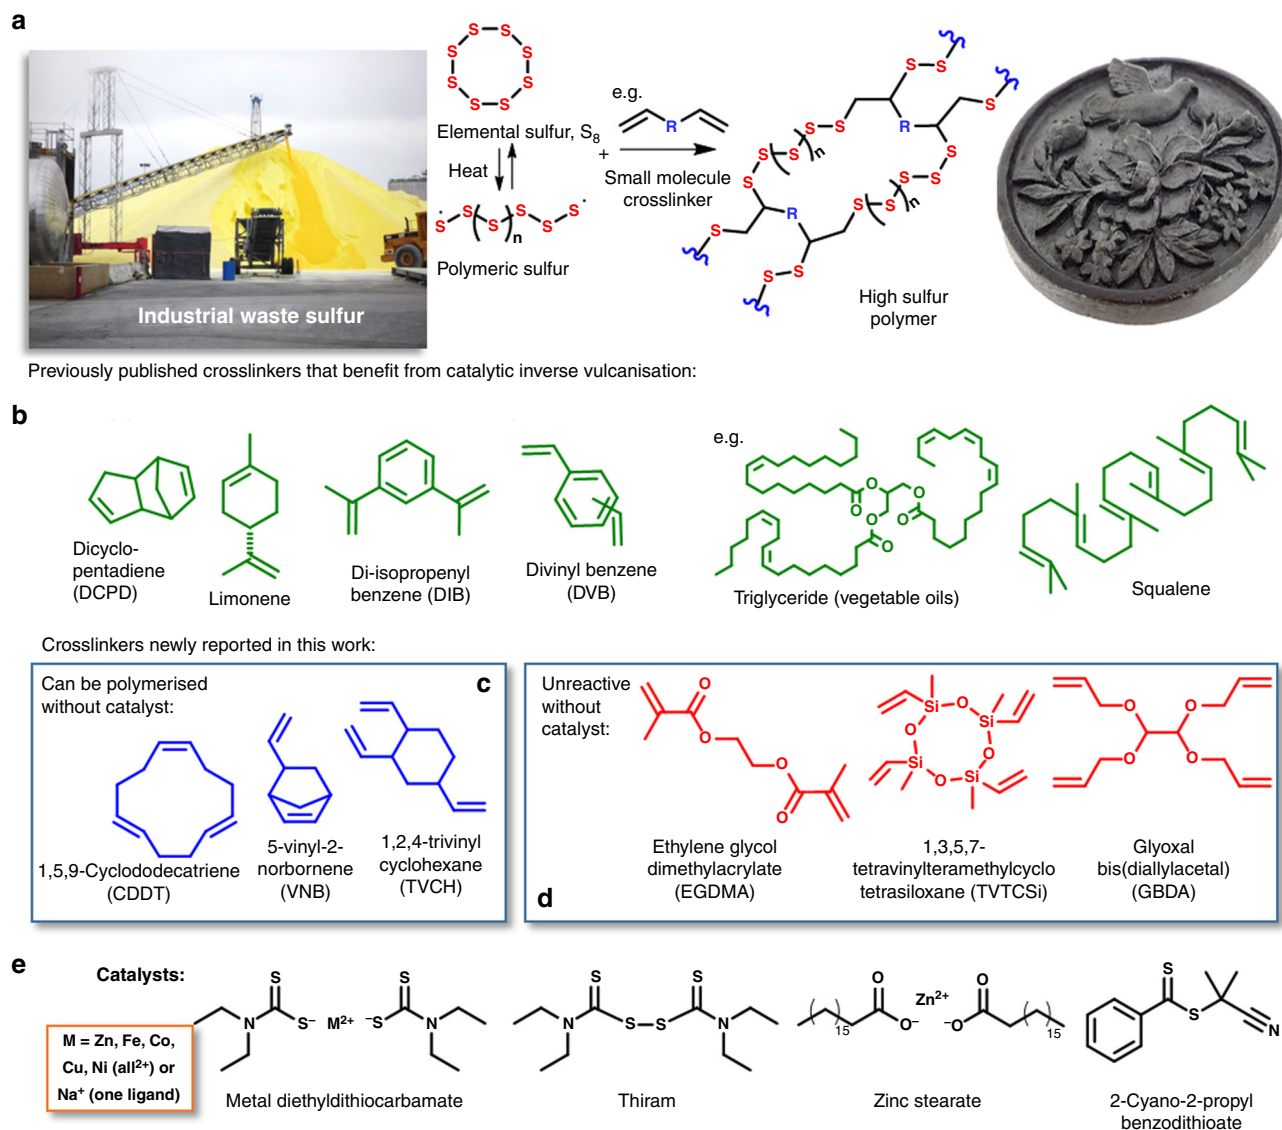 a
Elemental sulfur, S8
Heat
Polymeric sulfur
e.g.
+
Small molecule
crosslinker
High sulfur
polymer
Industrial waste sulfur
Previously published crosslinkers that benefit from catalytic inverse vulcanisation:
b
Dicyclo-
pentadiene
(DCPD)
Limonene
Di-isopropenyl
benzene (DIB)
Divinyl benzene
(DVB)
e.g.
Triglyceride (vegetable oils)
Squalene
Crosslinkers newly reported in this work:
Can be polymerised
without catalyst:
c
1,5,9-Cyclododecatriene
(CDDT)
5-vinyl-2-
norbornene
(VNB)
1,2,4-trivinyl
cyclohexane
(TVCH)
Unreactive
without
catalyst:
d
Ethylene glycol
dimethylacrylate
(EGDMA)
1,3,5,7-
tetravinylteramethylcyclo
tetrasiloxane (TVTCSi)
Glyoxal
bis(diallylacetal)
(GBDA)
e
Catalysts:
M = Zn, Fe, Co,
Cu, Ni (all2+) or
Na+ (one ligand)
M2+
Metal diethyldithiocarbamate
Thiram
Zn2+
Zinc stearate
2-Cyano-2-propyl
benzodithioate